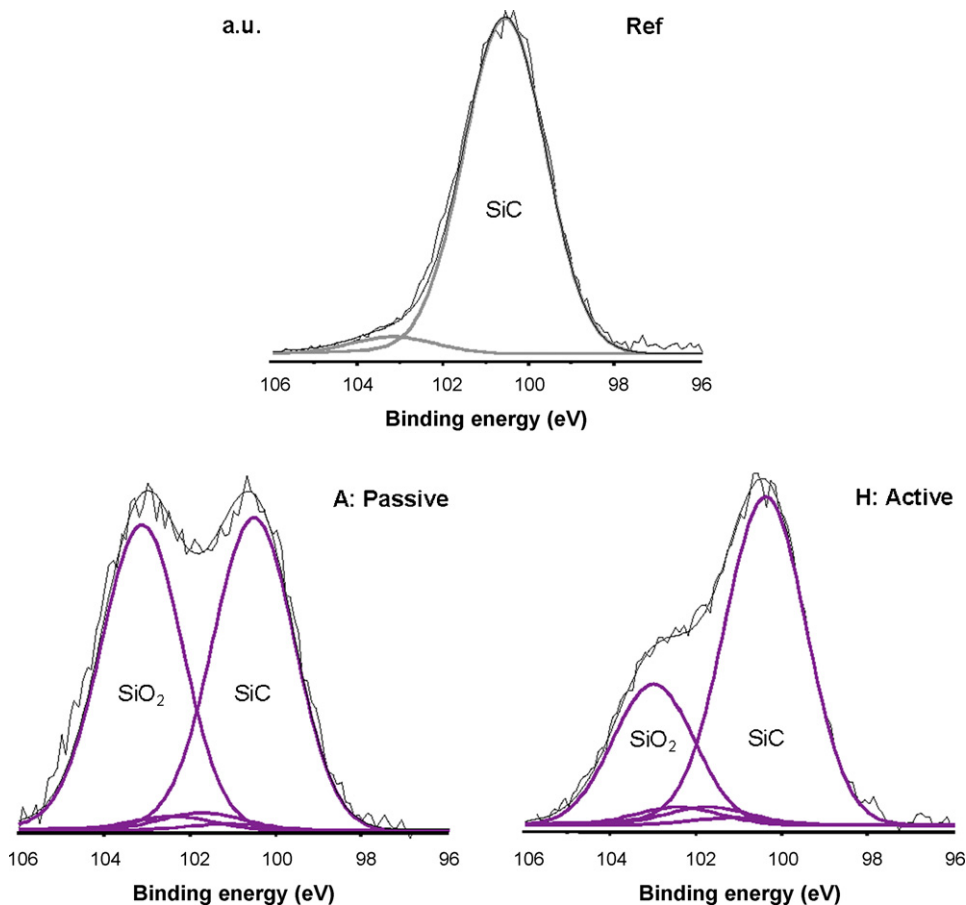 a.u.
Ref
SiC
106 104 102 100 98 96
Binding energy (eV)
A: Passive
SiO₂
SiC
106 104 102 100 98 96
Binding energy (eV)
H: Active
SiO₂
SiC
106 104 102 100 98 96
Binding energy (eV)